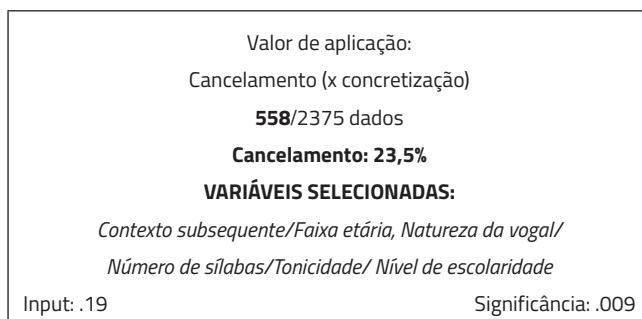 Valor de aplicação:
Cancelamento (x concretização)
558/2375 dados
Cancelamento: 23,5%
VARIÁVEIS SELECIONADAS:
Contexto subsequente/Faixa etária, Natureza da vogal/
Número de sílabas/Tonicidade/ Nível de escolaridade
Input: .19 Significância: .009